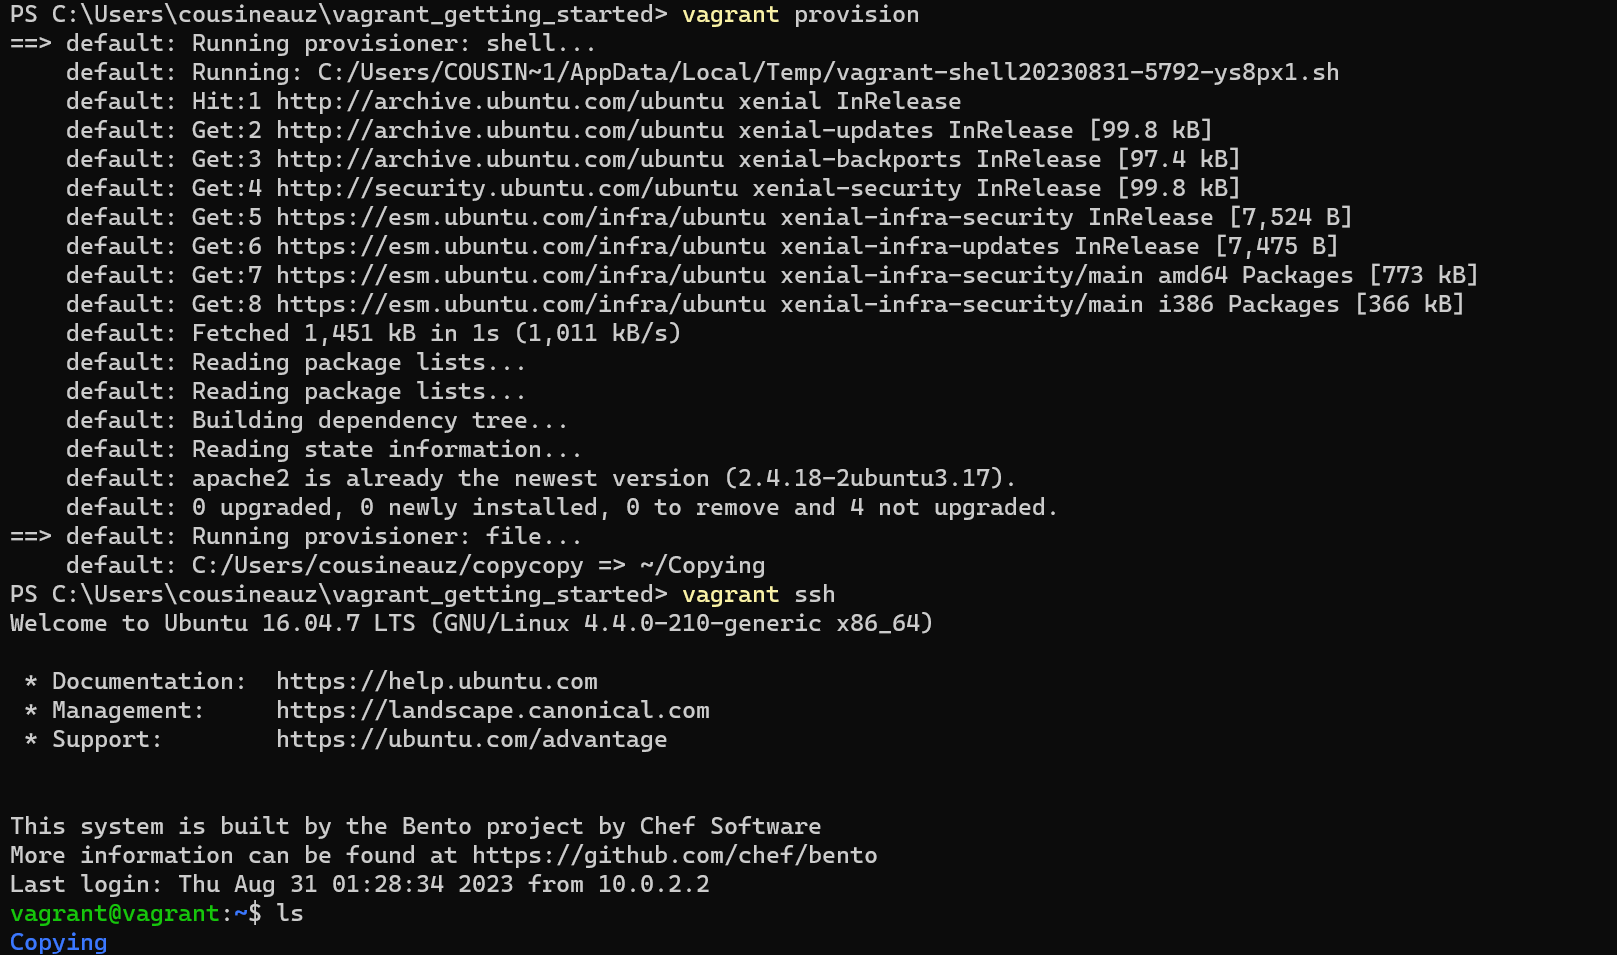 PS C:\Users\cousineauz\vagrant_getting_started> vagrant provision
==> default: Running provisioner: shell...
    default: Running: C:/Users/COUSIN~1/AppData/Local/Temp/vagrant-shell20230831-5792-ys8px1.sh
    default: Hit:1 http://archive.ubuntu.com/ubuntu xenial InRelease
    default: Get:2 http://archive.ubuntu.com/ubuntu xenial-updates InRelease [99.8 kB]
    default: Get:3 http://archive.ubuntu.com/ubuntu xenial-backports InRelease [97.4 kB]
    default: Get:4 http://security.ubuntu.com/ubuntu xenial-security InRelease [99.8 kB]
    default: Get:5 https://esm.ubuntu.com/infra/ubuntu xenial-infra-security InRelease [7,524 B]
    default: Get:6 https://esm.ubuntu.com/infra/ubuntu xenial-infra-updates InRelease [7,475 B]
    default: Get:7 https://esm.ubuntu.com/infra/ubuntu xenial-infra-security/main amd64 Packages [773 kB]
    default: Get:8 https://esm.ubuntu.com/infra/ubuntu xenial-infra-security/main i386 Packages [366 kB]
    default: Fetched 1,451 kB in 1s (1,011 kB/s)
    default: Reading package lists...
    default: Reading package lists...
    default: Building dependency tree...
    default: Reading state information...
    default: apache2 is already the newest version (2.4.18-2ubuntu3.17).
    default: 0 upgraded, 0 newly installed, 0 to remove and 4 not upgraded.
==> default: Running provisioner: file...
    default: C:/Users/cousineauz/copycopy => ~/Copying
PS C:\Users\cousineauz\vagrant_getting_started> vagrant ssh
Welcome to Ubuntu 16.04.7 LTS (GNU/Linux 4.4.0-210-generic x86_64)

 * Documentation:  https://help.ubuntu.com
 * Management:     https://landscape.canonical.com
 * Support:        https://ubuntu.com/advantage


This system is built by the Bento project by Chef Software
More information can be found at https://github.com/chef/bento
Last login: Thu Aug 31 01:28:34 2023 from 10.0.2.2
vagrant@vagrant:~$ ls
Copying